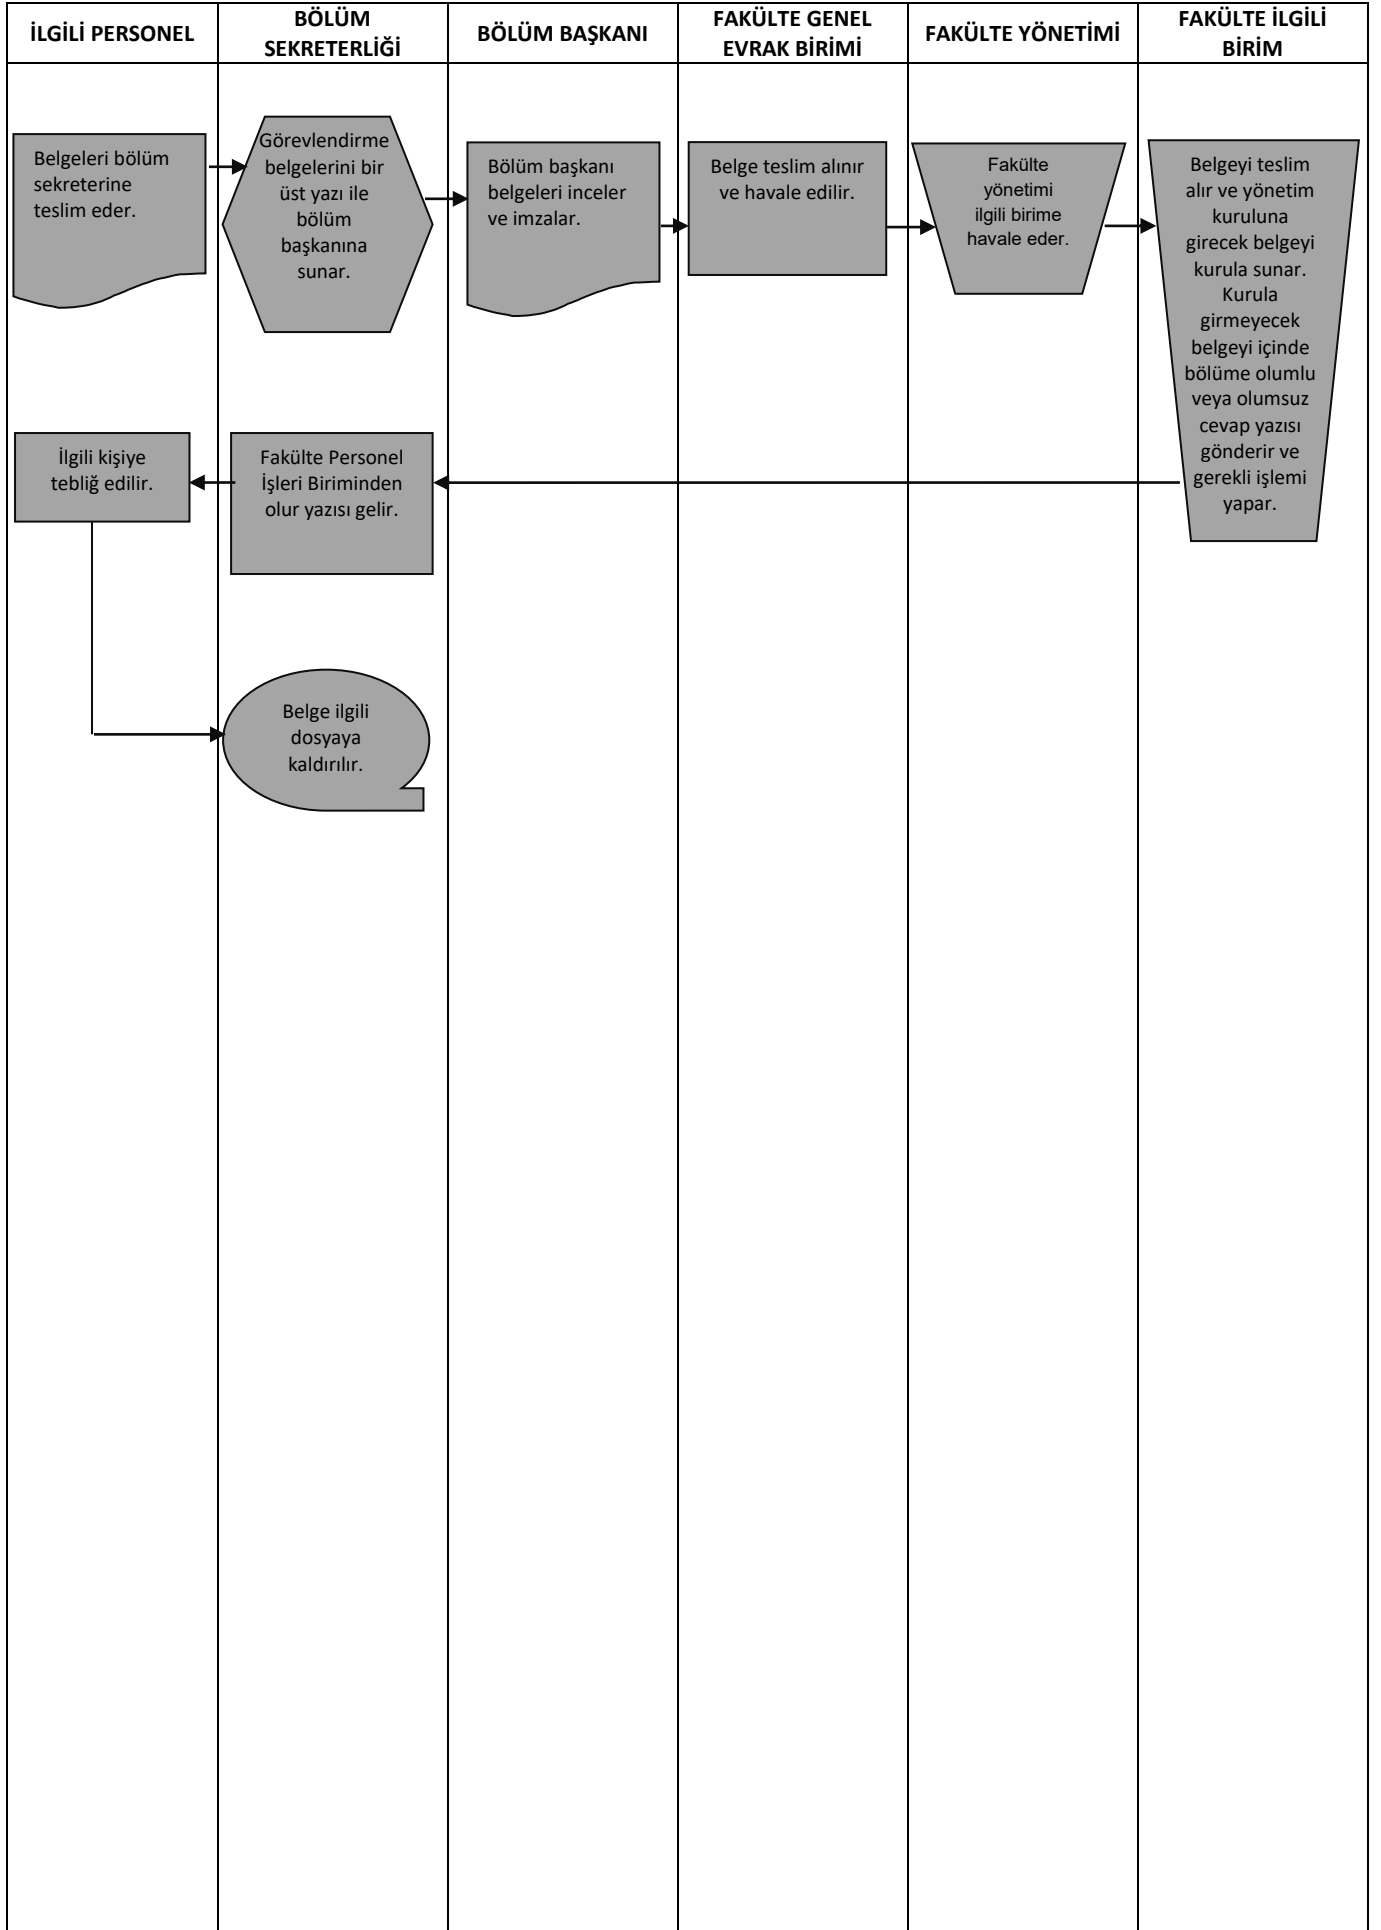 İLGİLİ PERSONEL
BÖLÜM
SEKRETERLİĞİ
BÖLÜM BAŞKANI
FAKÜLTE GENEL
EVRAK BİRİMİ
FAKÜLTE YÖNETİMİ
FAKÜLTE İLGİLİ
BİRİM
Belgeleri bölüm
sekreterine
teslim eder.
Görevlendirme
belgelerini bir
üst yazı ile
bölüm
başkanına
sunar.
Bölüm başkanı
belgeleri inceler
ve imzalar.
Belge teslim alınır
ve havale edilir.
Fakülte
yönetimi
ilgili birime
havale eder.
Belgeyi teslim
alır ve yönetim
kuruluna
girecek belgeyi
kurula sunar.
Kurula
girmeyecek
belgeyi içinde
bölüme olumlu
veya olumsuz
cevap yazısı
gönderir ve
gerekli işlemi
yapar.
İlgili kişiye
tebliğ edilir.
Fakülte Personel
İşleri Biriminden
olur yazısı gelir.
Belge ilgili
dosyaya
kaldırılır.